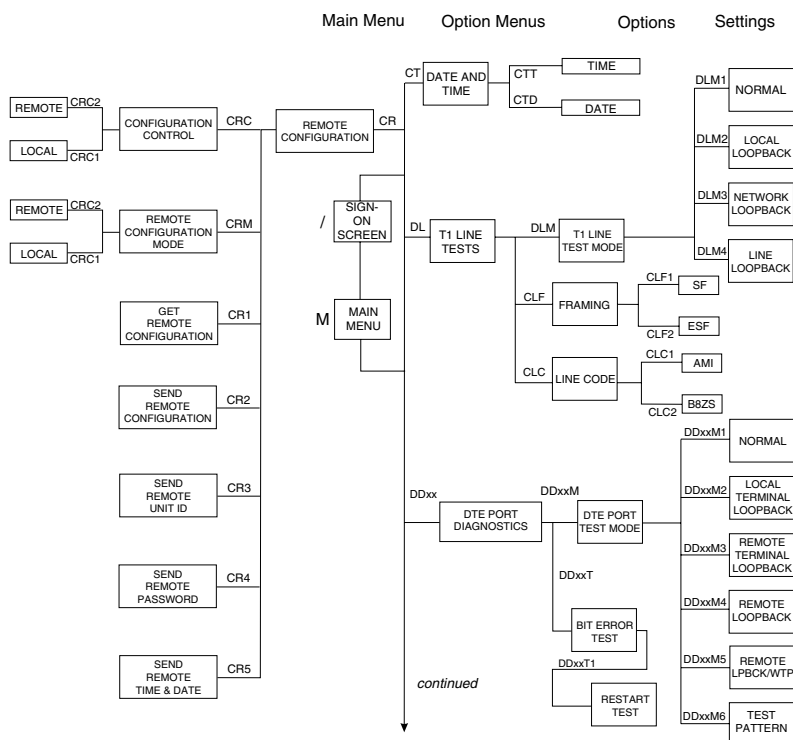 Main Menu Option Menus Options Settings
CT
DATE AND
TIME
CTT
TIME
CTD
DATE
DLM1
NORMAL
DLM2
LOCAL
LOOPBACK
DLM3
NETWORK
LOOPBACK
DLM4
LINE
LOOPBACK
REMOTE
CRC2
LOCAL
CRC1
CONFIGURATION
CONTROL
CRC
REMOTE
CONFIGURATION
CR
REMOTE
CRC2
LOCAL
CRC1
REMOTE
CONFIGURATION
MODE
CRM
/
SIGN-
ON
SCREEN
DL
T1 LINE
TESTS
DLM
T1 LINE
TEST MODE
GET
REMOTE
CONFIGURATION
CR1
M
MAIN
MENU
CLF
FRAMING
CLF1
SF
CLF2
ESF
SEND
REMOTE
CONFIGURATION
CR2
CLC
LINE CODE
CLC1
AMI
CLC2
B8ZS
SEND
REMOTE
UNIT ID
CR3
DDxx
DTE PORT
DIAGNOSTICS
DDxxM
DTE PORT
TEST MODE
DDxxM1
NORMAL
DDxxM2
LOCAL
TERMINAL
LOOPBACK
DDxxM3
REMOTE
TERMINAL
LOOPBACK
DDxxM4
REMOTE
LOOPBACK
DDxxM5
REMOTE
LPBCK/WTP
DDxxM6
TEST
PATTERN
SEND
REMOTE
PASSWORD
CR4
DDxxT
BIT ERROR
TEST
DDxxT1
RESTART
TEST
SEND
REMOTE
TIME & DATE
CR5
continued